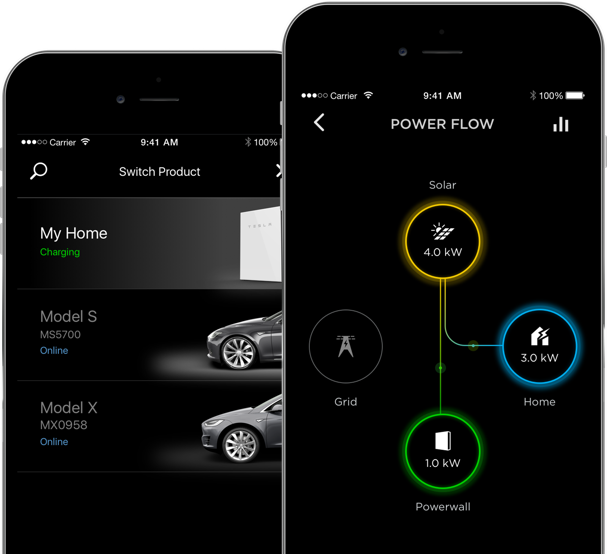 Carrier
9:41 AM
100%
Switch Product
My Home
Charging
TESLA
Model S
MS5700
Online
Model X
MX0958
Online
Carrier
9:41 AM
100%
POWER FLOW
Solar
4.0 kW
3.0 kW
Grid
Home
1.0 kW
Powerwall